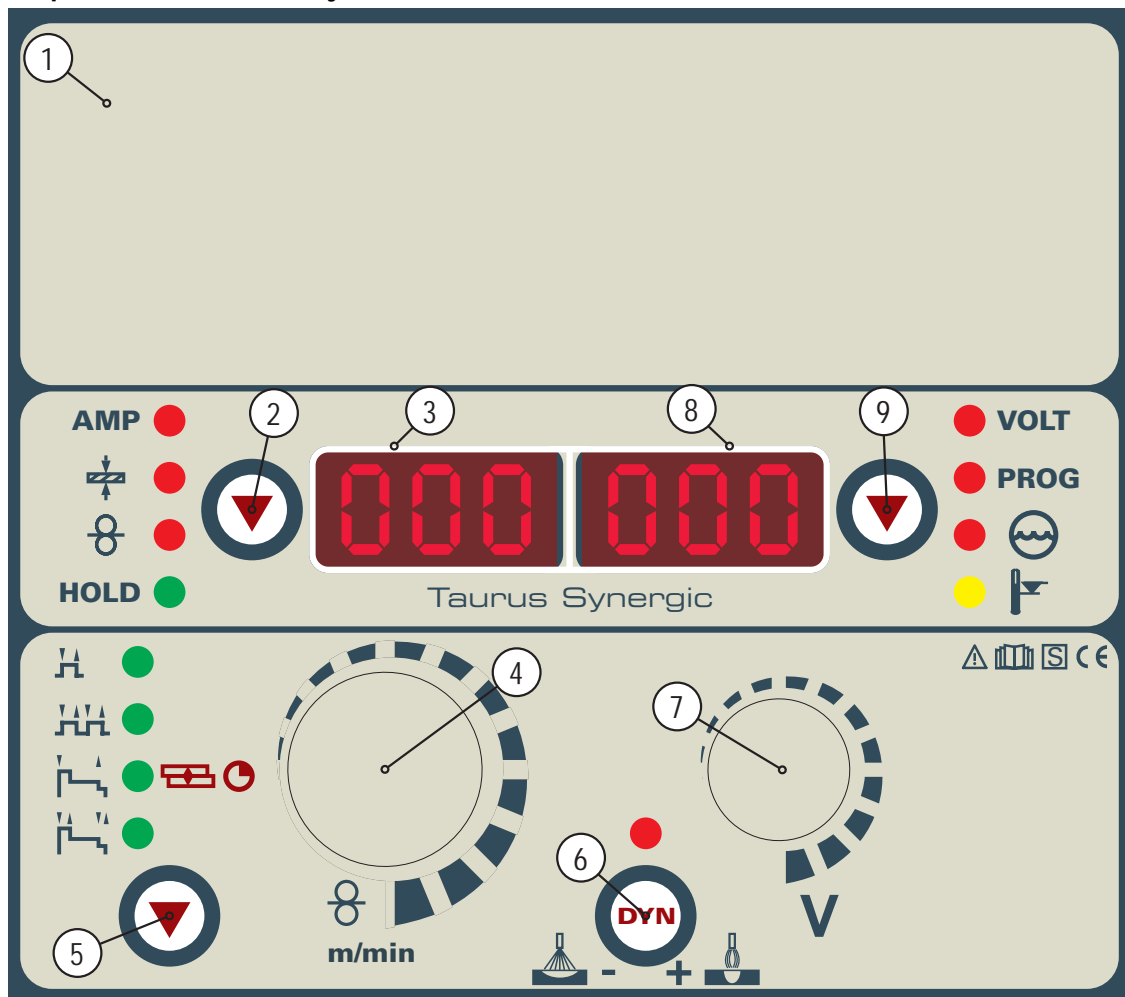 1
2
3
8
9
AMP
VOLT
PROG
HOLD
000 000
Taurus Synergic
4
7
S CE
6
DYN
5
m/min
- +
V